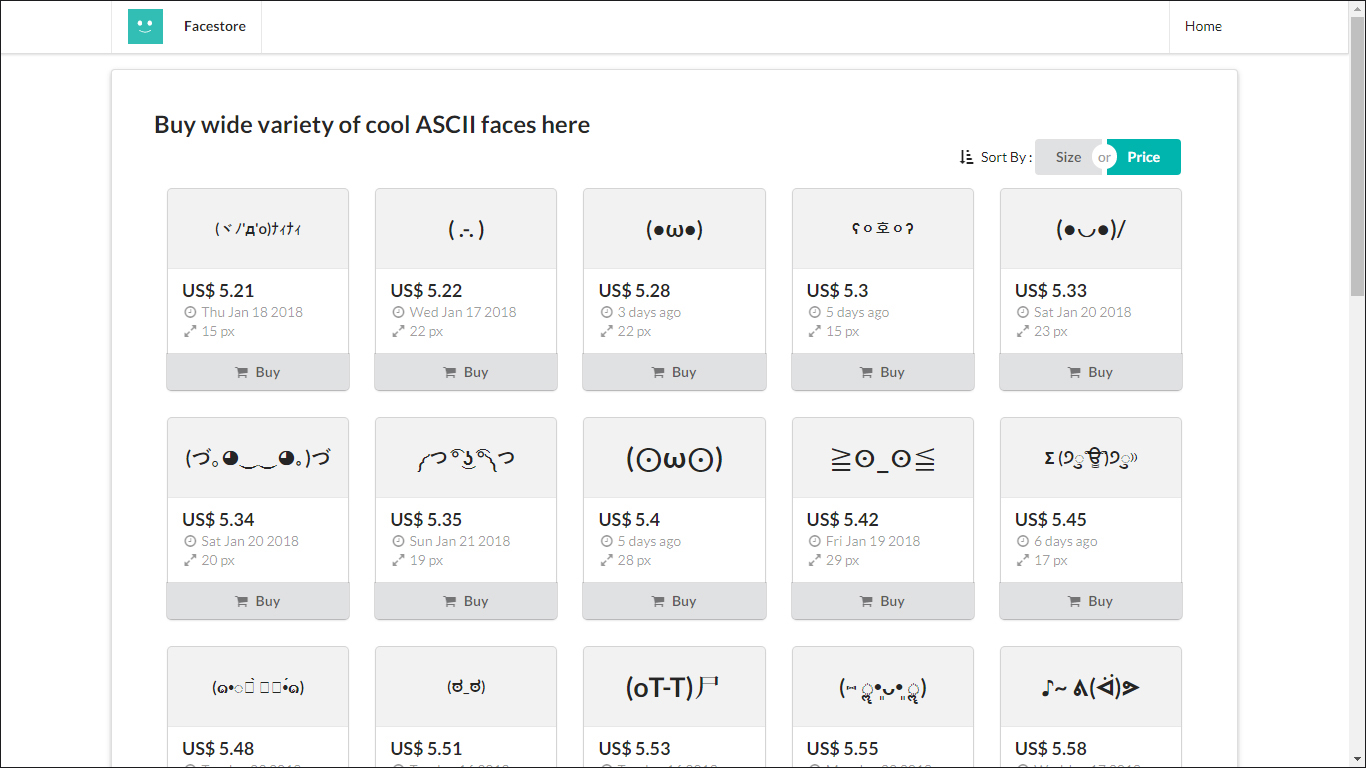 Facestore
Home
Buy wide variety of cool ASCII faces here
Sort By : Size or Price
(ヾﾉ'д'o)ﾅｨﾅｨ
( .-. )
(●ω●)
ʕㅇ호ㅇʔ
(●◡●)/
US$ 5.21
Thu Jan 18 2018
15 px
Buy
US$ 5.22
Wed Jan 17 2018
22 px
Buy
US$ 5.28
3 days ago
22 px
Buy
US$ 5.3
5 days ago
15 px
Buy
US$ 5.33
Sat Jan 20 2018
23 px
Buy
(づ｡◕‿‿◕｡)づ
༼つ ͡° ͜ʖ ͡°༽つ
(⊙ω⊙)
≧ʘ_ʘ≦
US$ 5.34
Sat Jan 20 2018
20 px
Buy
US$ 5.35
Sun Jan 21 2018
19 px
Buy
US$ 5.4
5 days ago
28 px
Buy
US$ 5.42
Fri Jan 19 2018
29 px
Buy
US$ 5.45
6 days ago
17 px
Buy
(ಠ_ಠ)
(oT-T)尸
US$ 5.48
US$ 5.51
US$ 5.53
US$ 5.55
US$ 5.58